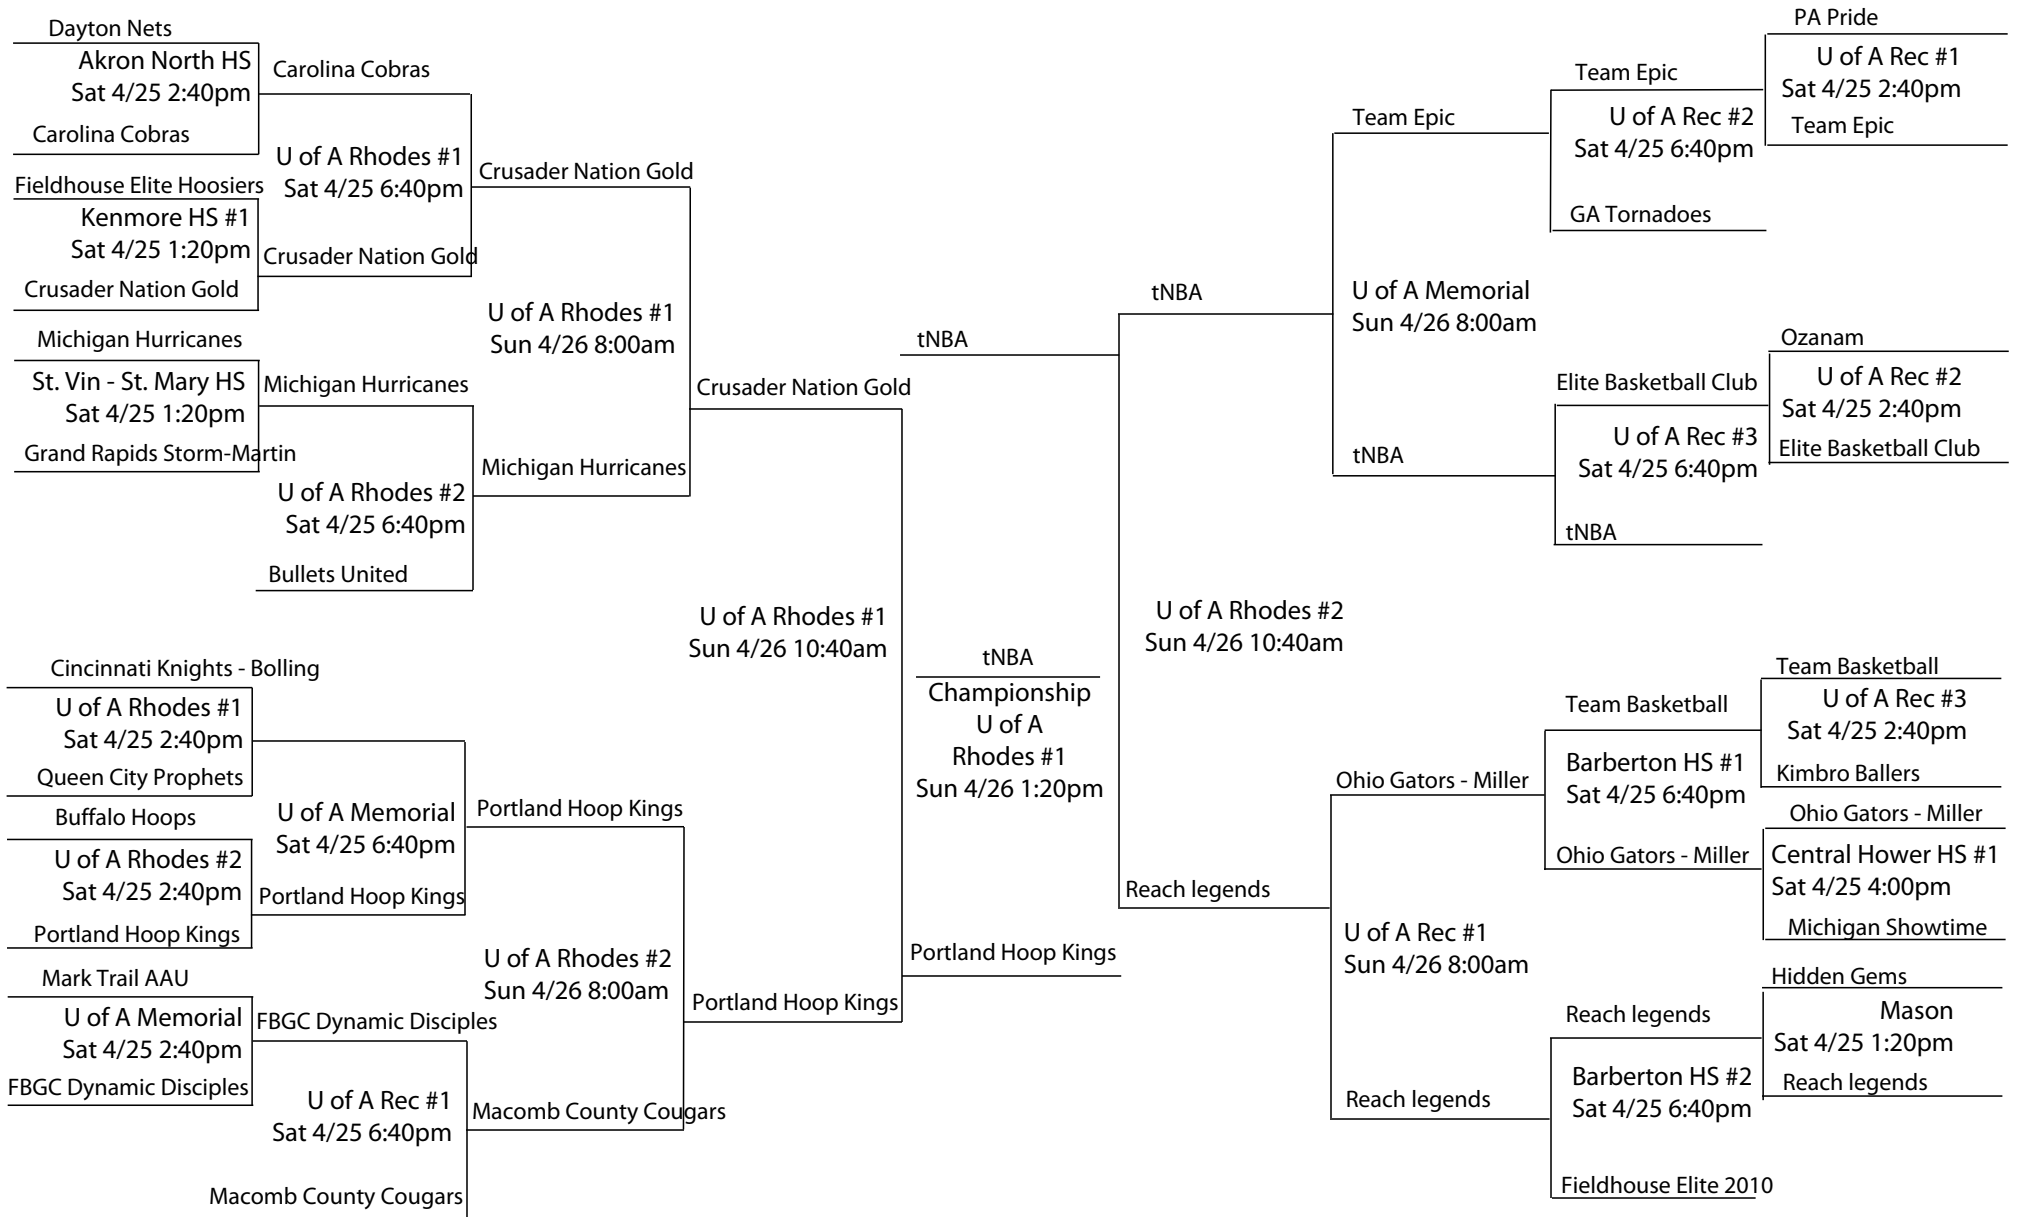 Dayton Nets
Akron North HS
Sat 4/25 2:40pm
Carolina Cobras
Fieldhouse Elite Hoosiers
Kenmore HS #1
Sat 4/25 1:20pm
Crusader Nation Gold
Michigan Hurricanes
St. Vin - St. Mary HS
Sat 4/25 1:20pm
Grand Rapids Storm-Martin
Carolina Cobras
U of A Rhodes #1
Sat 4/25 6:40pm
Crusader Nation Gold
Michigan Hurricanes
U of A Rhodes #2
Sat 4/25 6:40pm
Bullets United
Crusader Nation Gold
U of A Rhodes #1
Sun 4/26 8:00am
Michigan Hurricanes
Cincinnati Knights - Bolling
U of A Rhodes #1
Sat 4/25 2:40pm
Queen City Prophets
Buffalo Hoops
U of A Rhodes #2
Sat 4/25 2:40pm
Portland Hoop Kings
Mark Trail AAU
U of A Memorial
Sat 4/25 2:40pm
FBGC Dynamic Disciples
U of A Memorial
Sat 4/25 6:40pm
Portland Hoop Kings
FBGC Dynamic Disciples
U of A Rec #1
Sat 4/25 6:40pm
Macomb County Cougars
Portland Hoop Kings
U of A Rhodes #2
Sun 4/26 8:00am
Macomb County Cougars
Crusader Nation Gold
U of A Rhodes #1
Sun 4/26 10:40am
Portland Hoop Kings
tNBA
tNBA
Championship
U of A
Rhodes #1
Sun 4/26 1:20pm
Portland Hoop Kings
tNBA
U of A Rhodes #2
Sun 4/26 10:40am
Reach legends
Team Epic
U of A Memorial
Sun 4/26 8:00am
tNBA
Team Epic
U of A Rec #2
Sat 4/25 6:40pm
GA Tornadoes
Elite Basketball Club
U of A Rec #3
Sat 4/25 6:40pm
tNBA
PA Pride
U of A Rec #1
Sat 4/25 2:40pm
Team Epic
Ozanam
U of A Rec #2
Sat 4/25 2:40pm
Elite Basketball Club
Ohio Gators - Miller
U of A Rec #1
Sun 4/26 8:00am
Reach legends
Team Basketball
Barberton HS #1
Sat 4/25 6:40pm
Ohio Gators - Miller
Reach legends
Barberton HS #2
Sat 4/25 6:40pm
Fieldhouse Elite 2010
Team Basketball
U of A Rec #3
Sat 4/25 2:40pm
Kimbro Ballers
Ohio Gators - Miller
Central Hower HS #1
Sat 4/25 4:00pm
Michigan Showtime
Hidden Gems
Mason
Sat 4/25 1:20pm
Reach legends